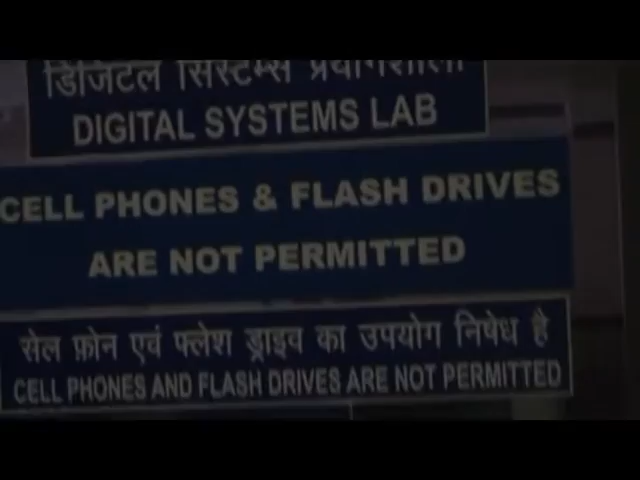 डिजिटल सिस्टम्स प्रयोगशाला
DIGITAL SYSTEMS LAB
CELL PHONES & FLASH DRIVES
ARE NOT PERMITTED
सेल फ़ोन एवं फ्लेश ड्राइव का उपयोग निषेध है
CELL PHONES AND FLASH DRIVES ARE NOT PERMITTED